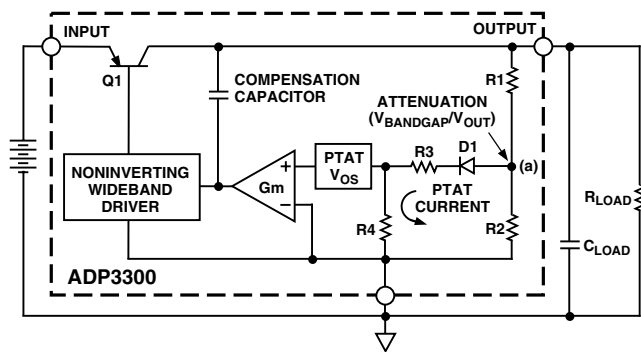 INPUT
OUTPUT
Q1
COMPENSATION
CAPACITOR
R1
ATTENUATION
(VBANDGAP/VOUT)
D1
(a)
R3
PTAT
VOS
NONINVERTING
WIDEBAND
DRIVER
Gm
+
−
PTAT
CURRENT
R4
R2
RLOAD
CLOAD
ADP3300